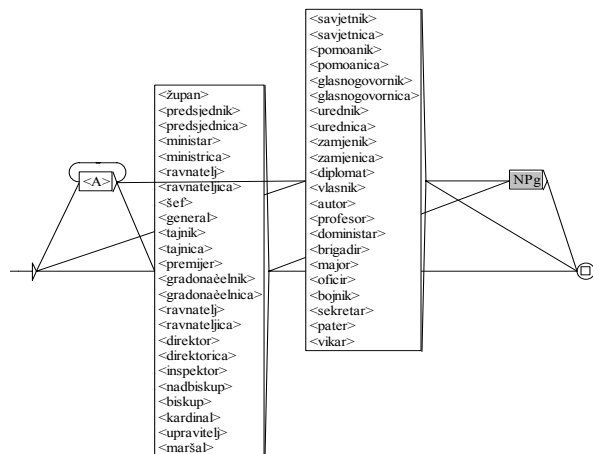 <A>
<župan>
<predsjednik>
<predsjednica>
<ministar>
<ministrica>
<ravnatelj>
<ravnateljica>
<šef>
<general>
<tajnik>
<tajnica>
<premijer>
<gradonaèelnik>
<gradonaèelnica>
<ravnatelj>
<ravnateljica>
<direktor>
<direktorica>
<inspektor>
<nadbiskup>
<biskup>
<kardinal>
<upravitelj>
<maršal>
<savjetnik>
<savjetnica>
<pomoanik>
<pomoanica>
<glasnogovornik>
<glasnogovornica>
<urednik>
<urednica>
<zamjenik>
<zamjenica>
<diplomat>
<vlasnik>
<autor>
<profesor>
<doministar>
<brigadir>
<major>
<oficir>
<bojnik>
<sekretar>
<pater>
<vikar>
NPg